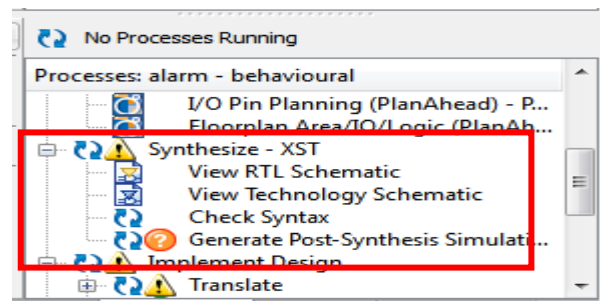 No Processes Running
Processes: alarm - behavioural
I/O Pin Planning (PlanAhead) - P...
Floorplan Area/IO/Logic (PlanAh...
Synthesize - XST
View RTL Schematic
View Technology Schematic
Check Syntax
Generate Post-Synthesis Simulati...
Implement Design
Translate